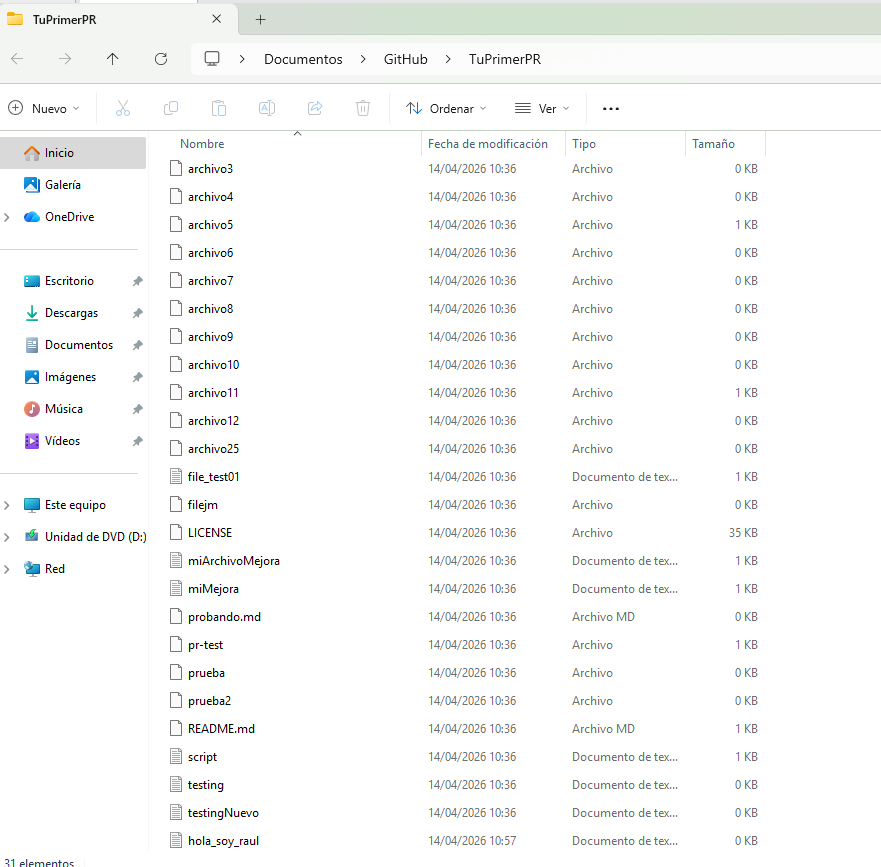 TuPrimerPR
Documentos > GitHub > TuPrimerPR
Nuevo
Ordenar
Ver
Inicio
Galería
OneDrive
Escritorio
Descargas
Documentos
Imágenes
Música
Vídeos
Este equipo
Unidad de DVD (D:)
Red
Nombre Fecha de modificación Tipo Tamaño
archivo3 14/04/2026 10:36 Archivo 0 KB
archivo4 14/04/2026 10:36 Archivo 0 KB
archivo5 14/04/2026 10:36 Archivo 1 KB
archivo6 14/04/2026 10:36 Archivo 0 KB
archivo7 14/04/2026 10:36 Archivo 0 KB
archivo8 14/04/2026 10:36 Archivo 0 KB
archivo9 14/04/2026 10:36 Archivo 0 KB
archivo10 14/04/2026 10:36 Archivo 0 KB
archivo11 14/04/2026 10:36 Archivo 1 KB
archivo12 14/04/2026 10:36 Archivo 0 KB
archivo25 14/04/2026 10:36 Archivo 0 KB
file_test01 14/04/2026 10:36 Documento de tex... 1 KB
filejm 14/04/2026 10:36 Archivo 0 KB
LICENSE 14/04/2026 10:36 Archivo 35 KB
miArchivoMejora 14/04/2026 10:36 Documento de tex... 1 KB
miMejora 14/04/2026 10:36 Documento de tex... 1 KB
probando.md 14/04/2026 10:36 Archivo MD 0 KB
pr-test 14/04/2026 10:36 Archivo 1 KB
prueba 14/04/2026 10:36 Archivo 0 KB
prueba2 14/04/2026 10:36 Archivo 0 KB
README.md 14/04/2026 10:36 Archivo MD 1 KB
script 14/04/2026 10:36 Documento de tex... 1 KB
testing 14/04/2026 10:36 Documento de tex... 0 KB
testingNuevo 14/04/2026 10:36 Documento de tex... 0 KB
hola_soy_raul 14/04/2026 10:57 Documento de tex... 0 KB
31 elementos